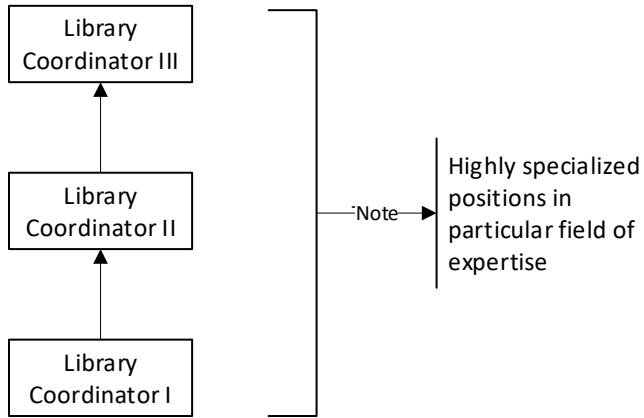 Library
Coordinator III
Library
Coordinator II
Library
Coordinator I
Note
Highly specialized
positions in
particular field of
expertise